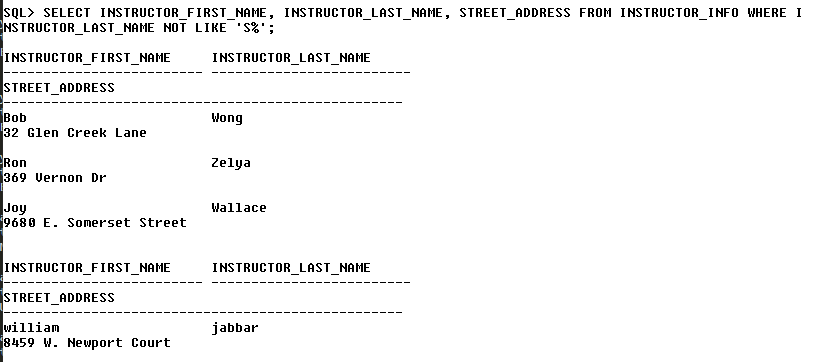 SQL> SELECT INSTRUCTOR_FIRST_NAME, INSTRUCTOR_LAST_NAME, STREET_ADDRESS FROM INSTRUCTOR_INFO WHERE I
NSTRUCTOR_LAST_NAME NOT LIKE 'S%';
INSTRUCTOR_FIRST_NAME INSTRUCTOR_LAST_NAME
------------------------- -------------------------
STREET_ADDRESS
--------------------------------------------------
Bob Wong
32 Glen Creek Lane
Ron Zelya
369 Vernon Dr
Joy Wallace
9680 E. Somerset Street
INSTRUCTOR_FIRST_NAME INSTRUCTOR_LAST_NAME
------------------------- -------------------------
STREET_ADDRESS
--------------------------------------------------
william jabbar
8459 W. Newport Court